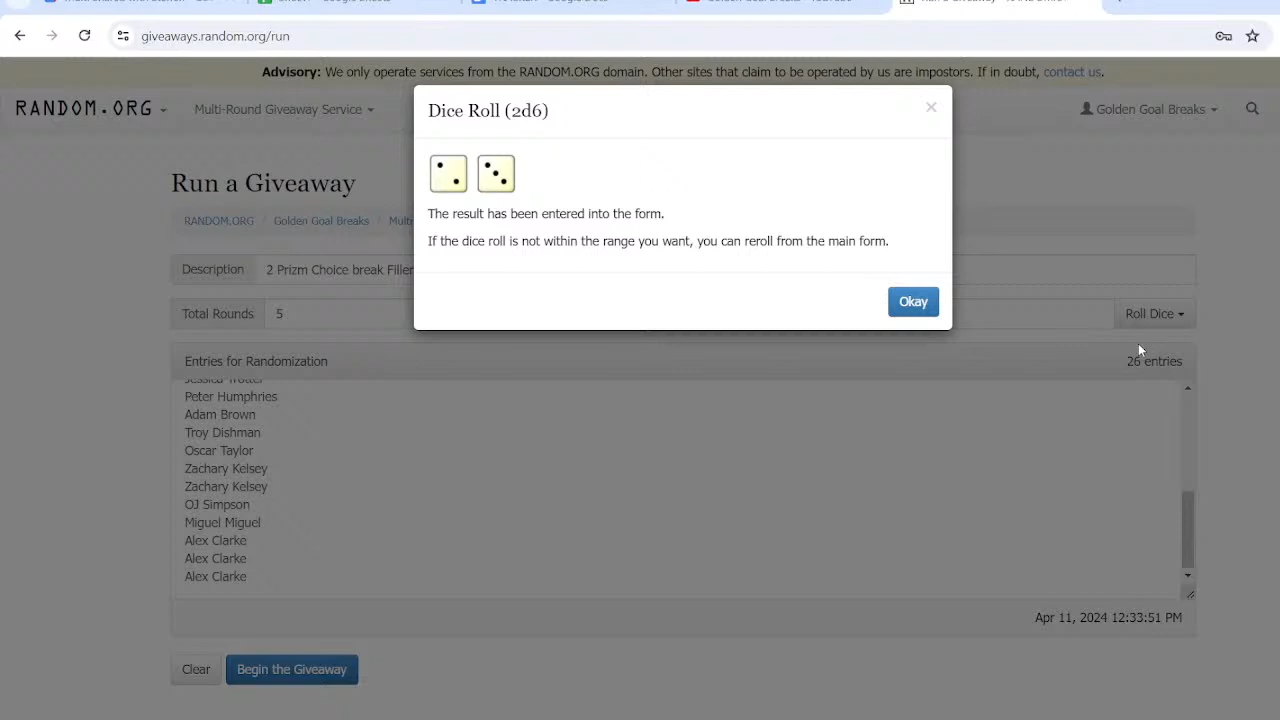 giveaways.random.org/run
Advisory: We only operate services from the RANDOM.ORG domain. Other sites that claim to be operated by us are impostors. If in doubt, contact us.
RANDOM.ORG
Multi-Round Giveaway Service
Golden Goal Breaks
Dice Roll (2d6)
×
The result has been entered into the form.
If the dice roll is not within the range you want, you can reroll from the main form.
Okay
Run a Giveaway
RANDOM.ORG / Golden Goal Breaks / Mult
Description 2 Prizm Choice break Filler
Total Rounds 5 Roll Dice
Entries for Randomization 26 entries
Jessica Trotter
Peter Humphries
Adam Brown
Troy Dishman
Oscar Taylor
Zachary Kelsey
Zachary Kelsey
OJ Simpson
Miguel Miguel
Alex Clarke
Alex Clarke
Alex Clarke
Apr 11, 2024 12:33:51 PM
Clear Begin the Giveaway